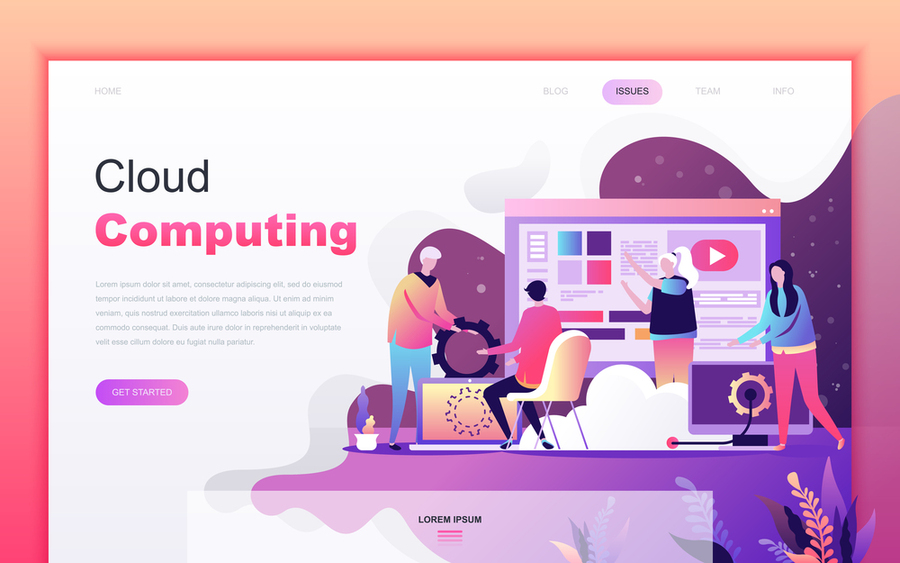 HOME
BLOG
ISSUES
TEAM
INFO
Cloud
Computing
Lorem ipsum dolor sit amet, consectetur adipiscing elit, sed do eiusmod
tempor incididunt ut labore et dolore magna aliqua. Ut enim ad minim
veniam, quis nostrud exercitation ullamco laboris nisi ut aliquip ex ea
commodo consequat. Duis aute irure dolor in reprehenderit in voluptate
velit esse cillum dolore eu fugiat nulla pariatur.
GET STARTED
LOREM IPSUM